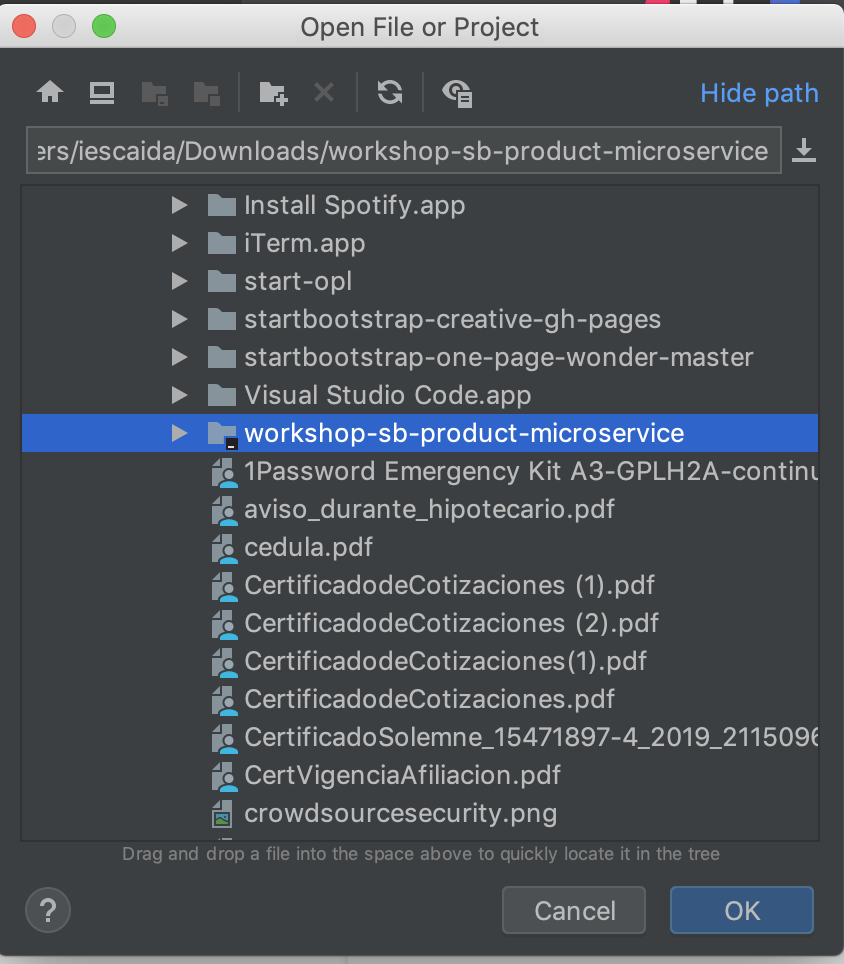 Open File or Project
Hide path
ers/iescaida/Downloads/workshop-sb-product-microservice
Install Spotify.app
iTerm.app
start-opl
startbootstrap-creative-gh-pages
startbootstrap-one-page-wonder-master
Visual Studio Code.app
workshop-sb-product-microservice
1Password Emergency Kit A3-GPLH2A-continu
aviso_durante_hipotecario.pdf
cedula.pdf
CertificadodeCotizaciones (1).pdf
CertificadodeCotizaciones (2).pdf
CertificadodeCotizaciones(1).pdf
CertificadodeCotizaciones.pdf
CertificadoSolemne_15471897-4_2019_2115096
CertVigenciaAfiliacion.pdf
crowdsourcesecurity.png
Drag and drop a file into the space above to quickly locate it in the tree
? Cancel OK